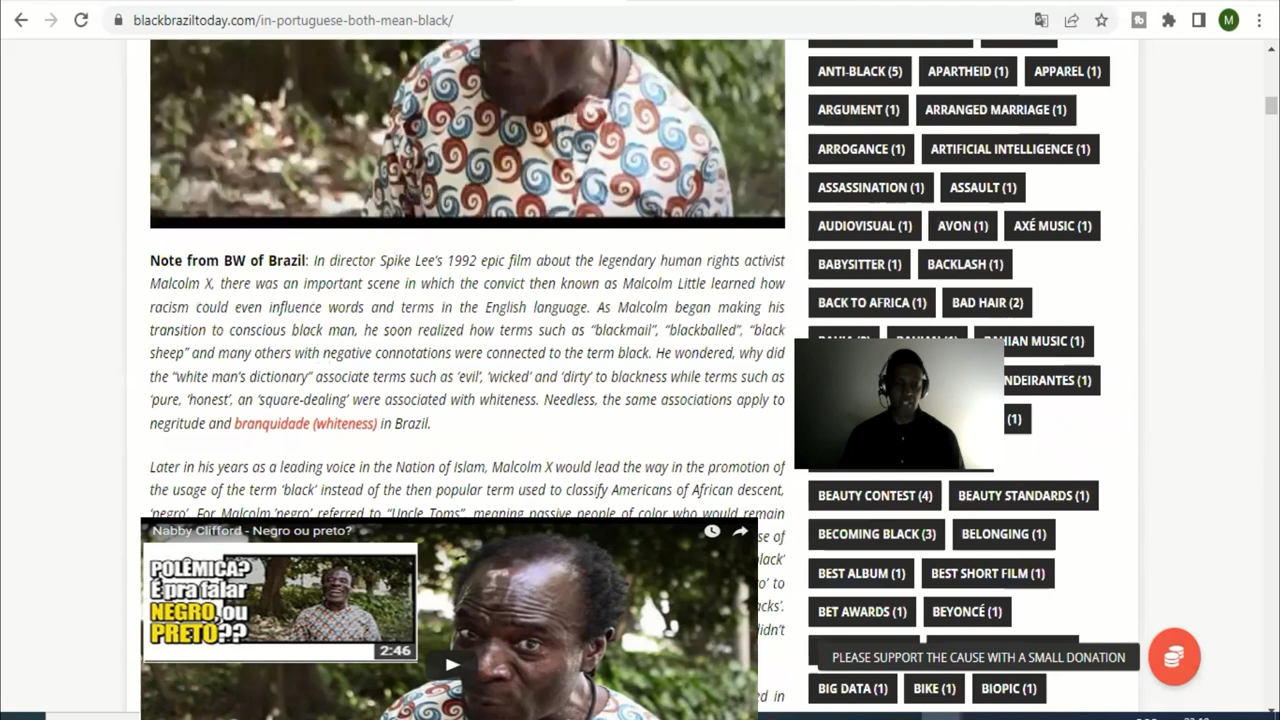 blackbraziltoday.com/in-portuguese-both-mean-black/
M
Note from BW of Brazil: In director Spike Lee's 1992 epic film about the legendary human rights activist
Malcolm X, there was an important scene in which the convict then known as Malcolm Little learned how
racism could even influence words and terms in the English language. As Malcolm began making his
transition to conscious black man, he soon realized how terms such as “blackmail”, “blackballed”, “black
sheep” and many others with negative connotations were connected to the term black. He wondered, why did
the “white man's dictionary” associate terms such as ‘evil’, ‘wicked’ and ‘dirty’ to blackness while terms such as
‘pure, ‘honest’, an ‘square-dealing’ were associated with whiteness. Needless, the same associations apply to
negritude and branquidade (whiteness) in Brazil.
Later in his years as a leading voice in the Nation of Islam, Malcolm X would lead the way in the promotion of
the usage of the term ‘black’ instead of the then popular term used to classify Americans of African descent,
‘negro’. For Malcolm ‘negro’ referred to “Uncle Toms”, meaning passive people of color who would remain
se of
black’
to
acks’.
idn't
ed in
Nabby Clifford - Negro ou preto?
POLÊMICA?
É pra falar
NEGRO, ou
PRETO??
2:46
ANTI-BLACK (5) APARTHEID (1) APPAREL (1)
ARGUMENT (1) ARRANGED MARRIAGE (1)
ARROGANCE (1) ARTIFICIAL INTELLIGENCE (1)
ASSASSINATION (1) ASSAULT (1)
AUDIOVISUAL (1) AVON (1) AXÉ MUSIC (1)
BABYSITTER (1) BACKLASH (1)
BACK TO AFRICA (1) BAD HAIR (2)
HIAN MUSIC (1)
NDEIRANTES (1)
(1)
BEAUTY CONTEST (4) BEAUTY STANDARDS (1)
BECOMING BLACK (3) BELONGING (1)
BEST ALBUM (1) BEST SHORT FILM (1)
BET AWARDS (1) BEYONCÉ (1)
PLEASE SUPPORT THE CAUSE WITH A SMALL DONATION
BIG DATA (1) BIKE (1) BIOPIC (1)